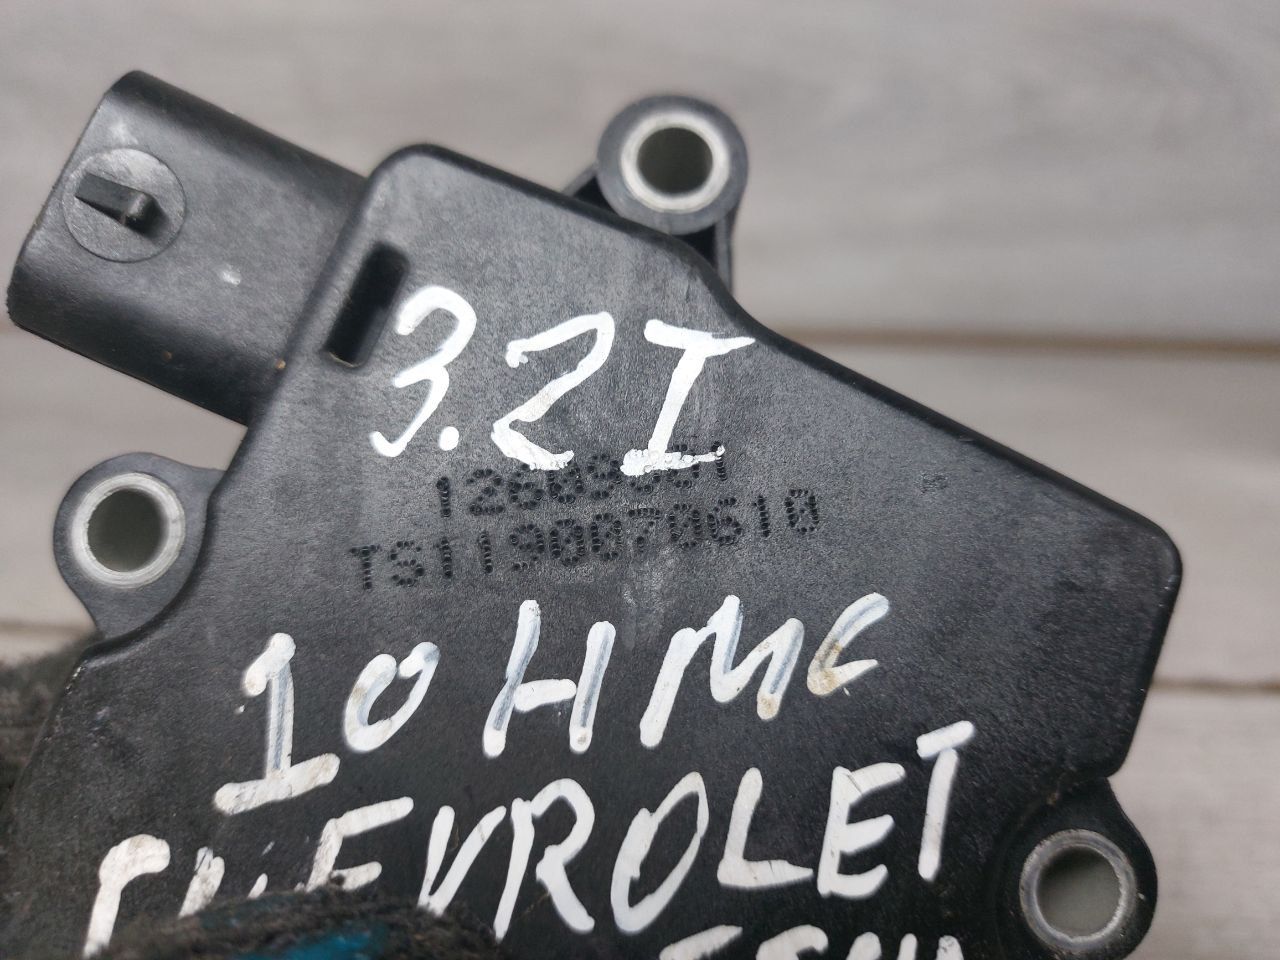 3.2I
TS1190070610
10 HMC
CHEVROLET